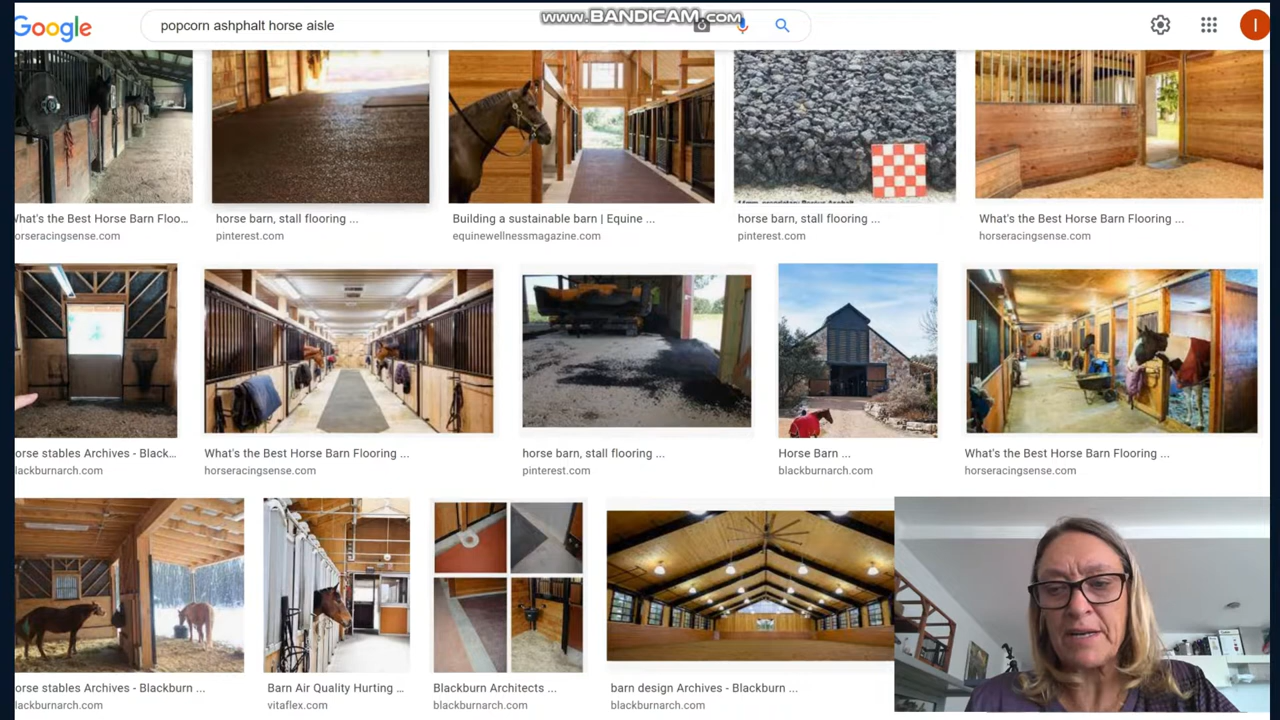 www.BANDICAM.com
Google
popcorn ashphalt horse aisle
I
What's the Best Horse Barn Floo...
orseracingsense.com
horse barn, stall flooring ...
pinterest.com
Building a sustainable barn | Equine ...
equinewellnessmagazine.com
horse barn, stall flooring ...
pinterest.com
What's the Best Horse Barn Flooring ...
horseracingsense.com
orse stables Archives - Black...
lackburnarch.com
What's the Best Horse Barn Flooring ...
horseracingsense.com
horse barn, stall flooring ...
pinterest.com
Horse Barn ...
blackburnarch.com
What's the Best Horse Barn Flooring ...
horseracingsense.com
orse stables Archives - Blackburn ...
lackburnarch.com
Barn Air Quality Hurting ...
vitaflex.com
Blackburn Architects ...
blackburnarch.com
barn design Archives - Blackburn ...
blackburnarch.com